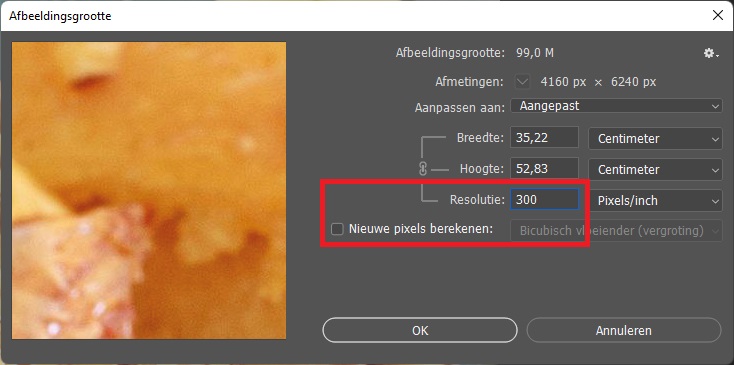 Afbeeldingsgrootte
Afbeeldingsgrootte: 99,0 M
Afmetingen: 4160 px × 6240 px
Aanpassen aan: Aangepast
Breedte: 35,22 Centimeter
Hoogte: 52,83 Centimeter
Resolutie: 300 Pixels/inch
Nieuwe pixels berekenen: Bicubisch vloeiender (vergroting)
OK Annuleren